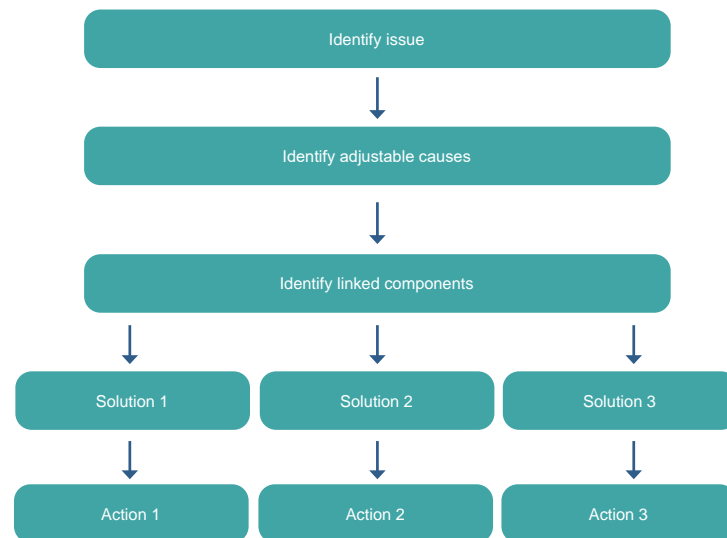 Identify issue
Identify adjustable causes
Identify linked components
Solution 1
Solution 2
Solution 3
Action 1
Action 2
Action 3